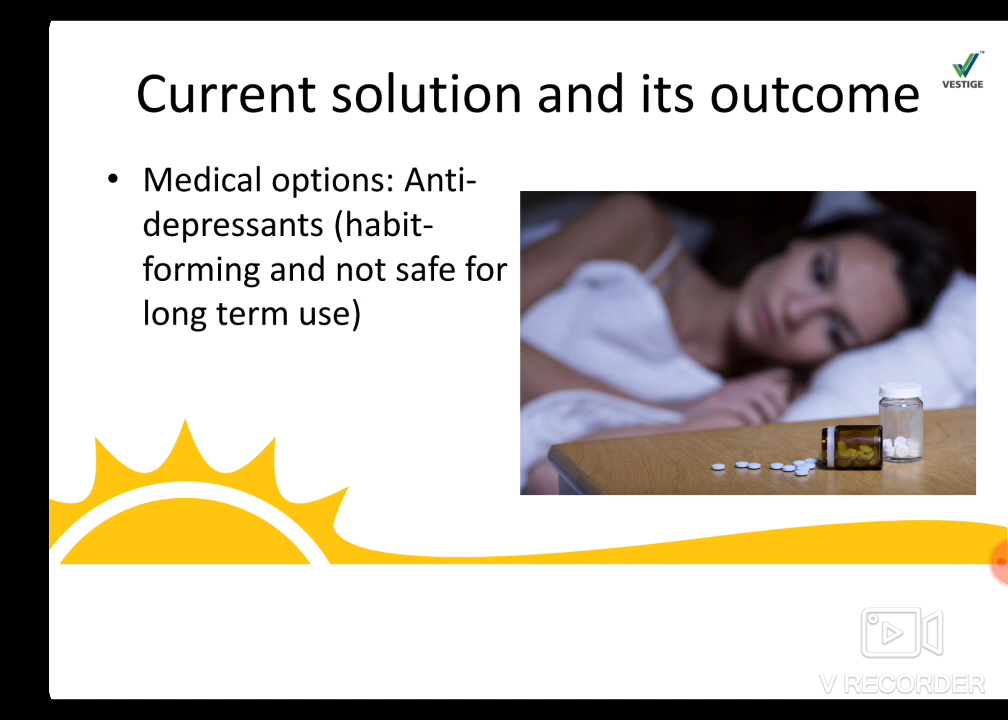 Current solution and its outcome
VESTIGE
• Medical options: Anti-
depressants (habit-
forming and not safe for
long term use)
V RECORDER